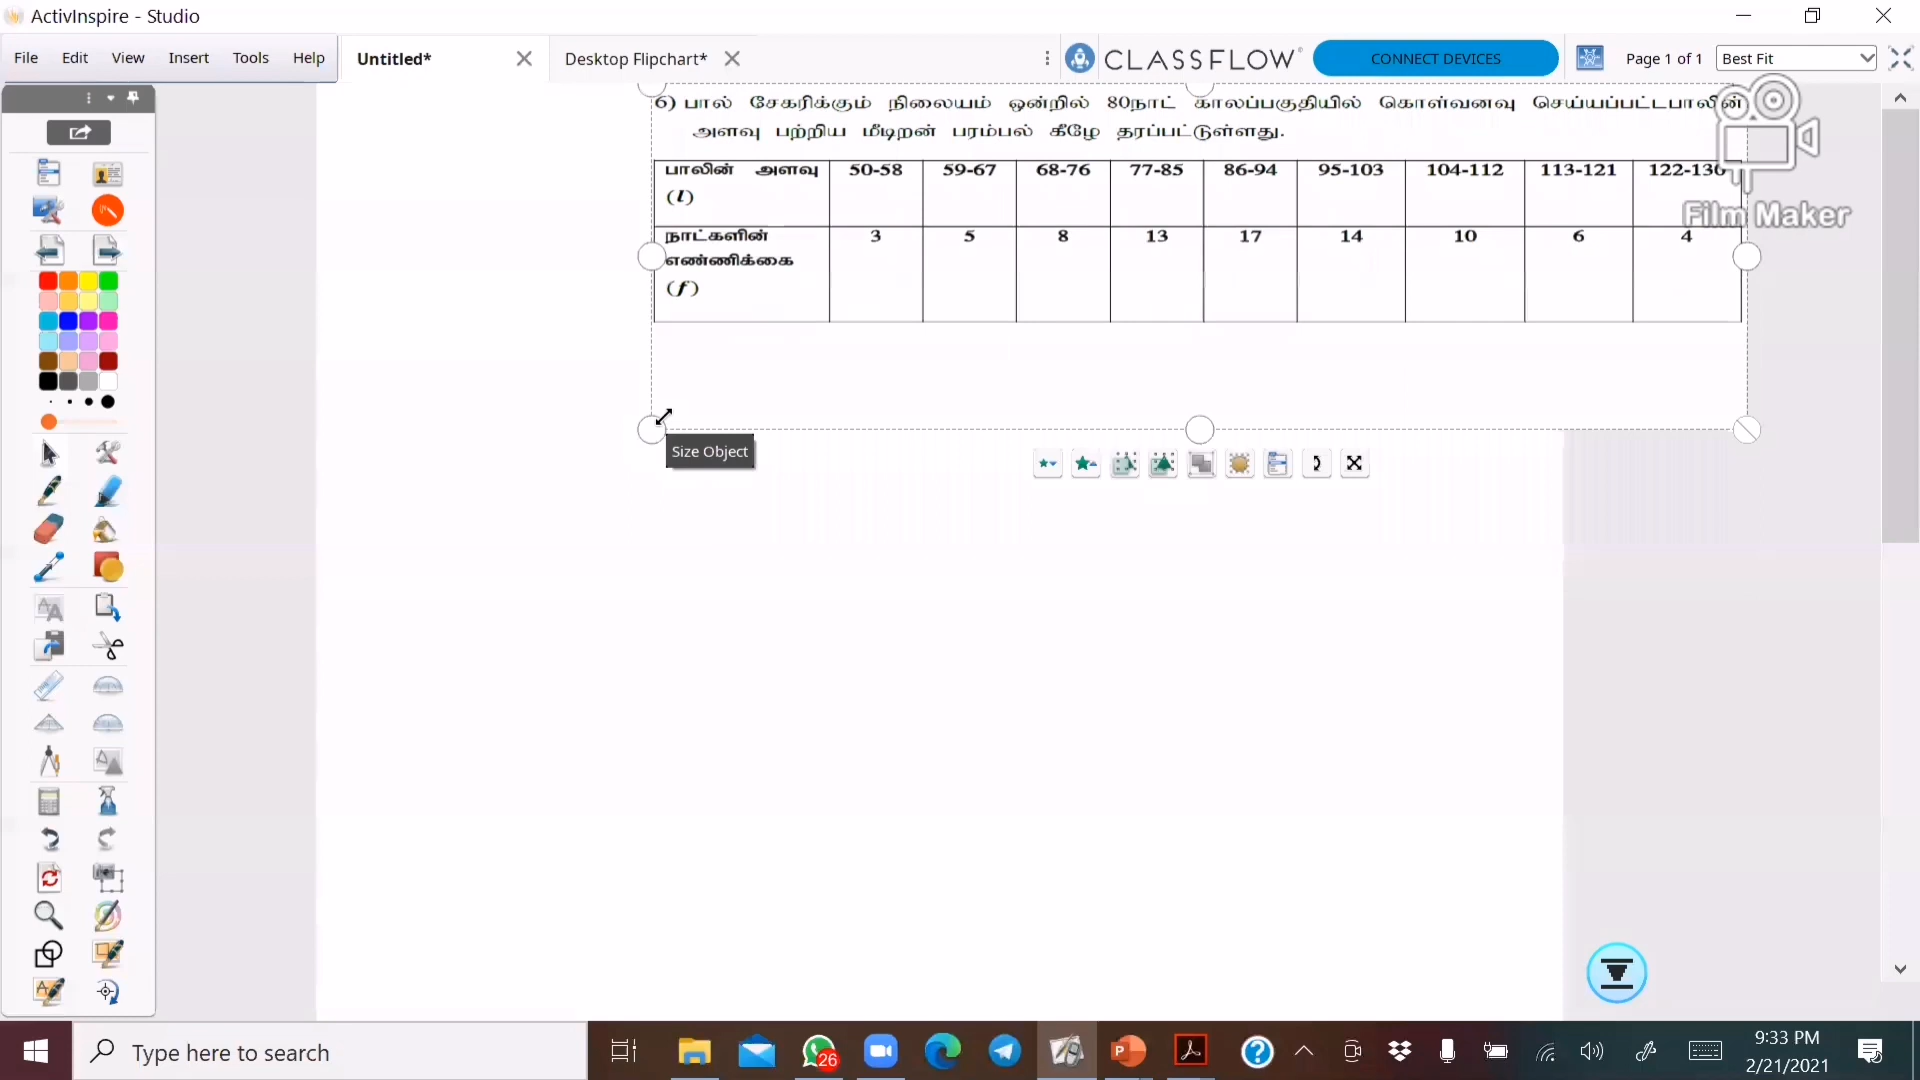 ActivInspire - Studio
File Edit View Insert Tools Help
Untitled*
Desktop Flipchart*
CLASSFLOW
CONNECT DEVICES
Page 1 of 1
Best Fit
6) பால் சேகரிக்கும் நிலையம் ஒன்றில் 80நாட் காலப்பகுதியில் கொள்வனவு செய்யப்பட்டபாலின்
அளவு பற்றிய மீடிறன் பரம்பல் கீழே தரப்பட்டுள்ளது.
பாலின் அளவு 50-58 59-67 68-76 77-85 86-94 95-103 104-112 113-121 122-130
(l)
நாட்களின் 3 5 8 13 17 14 10 6 4
எண்ணிக்கை
(f)
Film Maker
Size Object
Type here to search
26
9:33 PM
2/21/2021